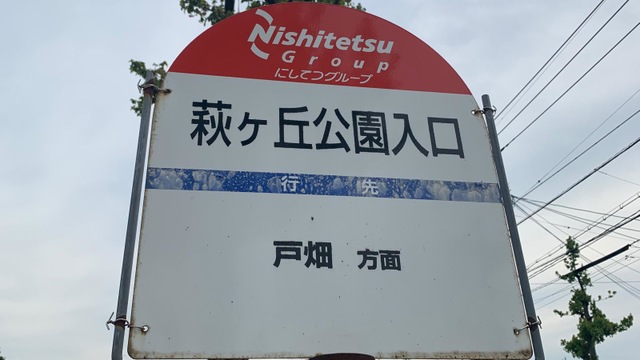 Nishitetsu
Group
にしてつグループ
萩ヶ丘公園入口
行先
戸畑 方面